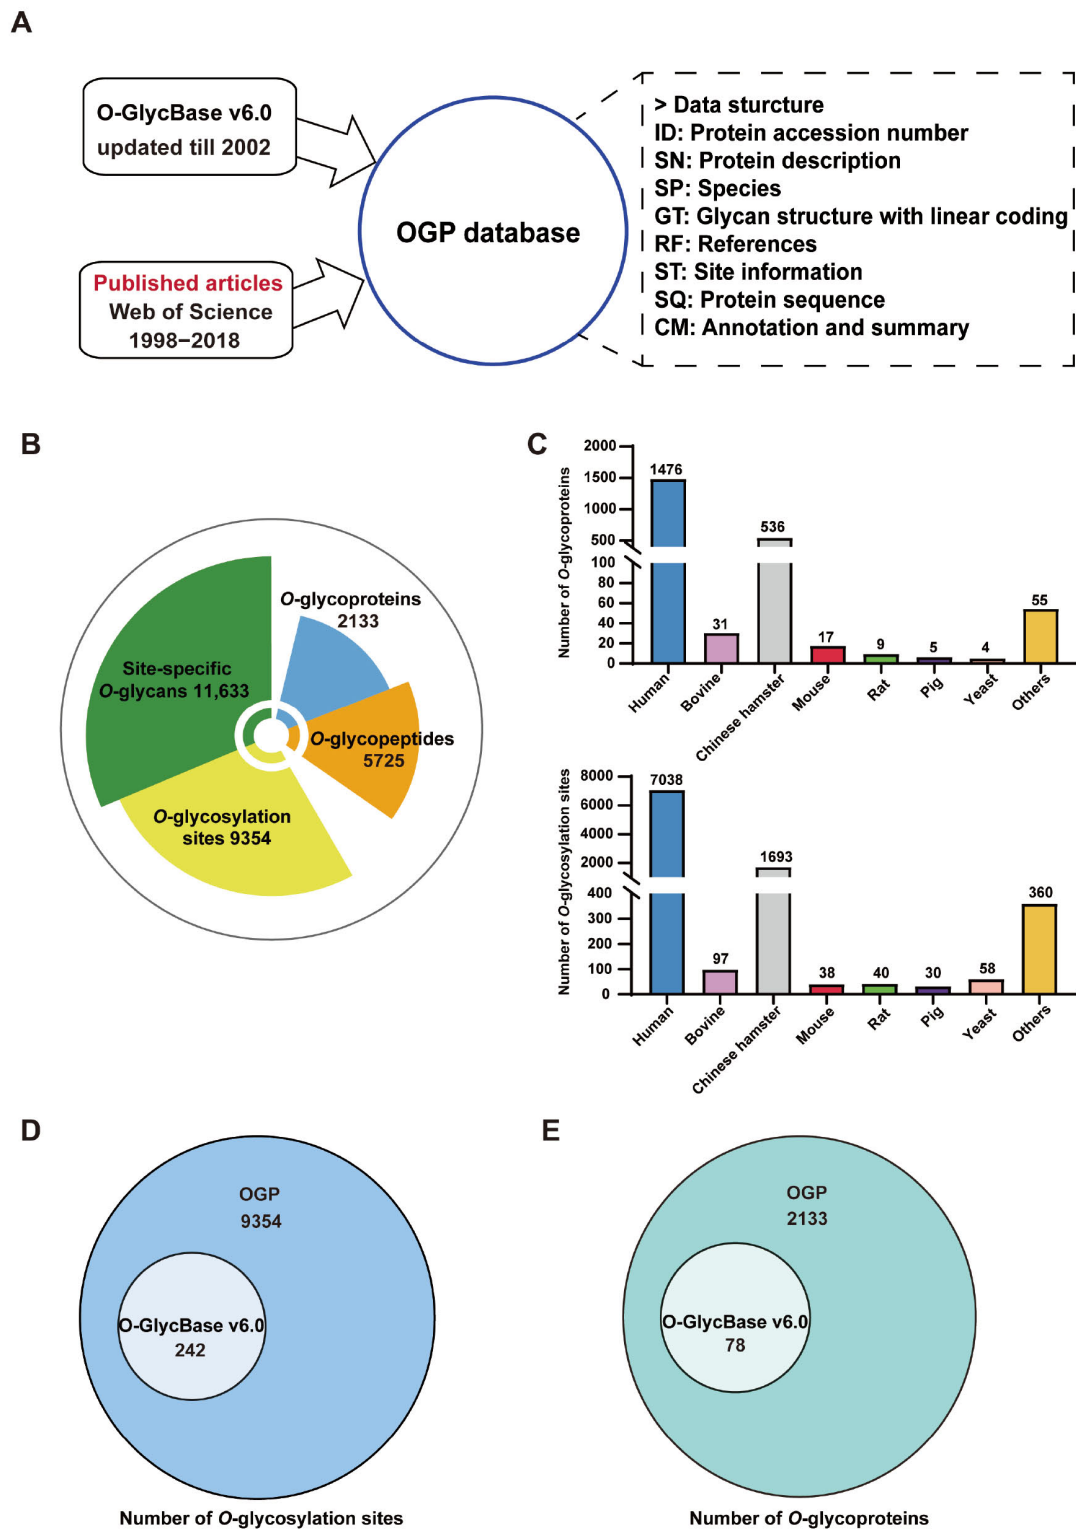 A
O-GlycBase v6.0
updated till 2002
Published articles
Web of Science
1998–2018
OGP database
> Data sturcture
ID: Protein accession number
SN: Protein description
SP: Species
GT: Glycan structure with linear coding
RF: References
ST: Site information
SQ: Protein sequence
CM: Annotation and summary
B
O-glycoproteins
2133
Site-specific
O-glycans 11,633
O-glycopeptides
5725
O-glycosylation
sites 9354
C
Number of O-glycoproteins
2000
1500
1000
500
100
80
60
40
20
0
1476
31
536
17
9
5
4
55
Human
Bovine
Chinese hamster
Mouse
Rat
Pig
Yeast
Others
Number of O-glycosylation sites
8000
6000
4000
2000
400
300
200
100
0
7038
97
1693
38
40
30
58
360
Human
Bovine
Chinese hamster
Mouse
Rat
Pig
Yeast
Others
D
OGP
9354
O-GlycBase v6.0
242
Number of O-glycosylation sites
E
OGP
2133
O-GlycBase v6.0
78
Number of O-glycoproteins